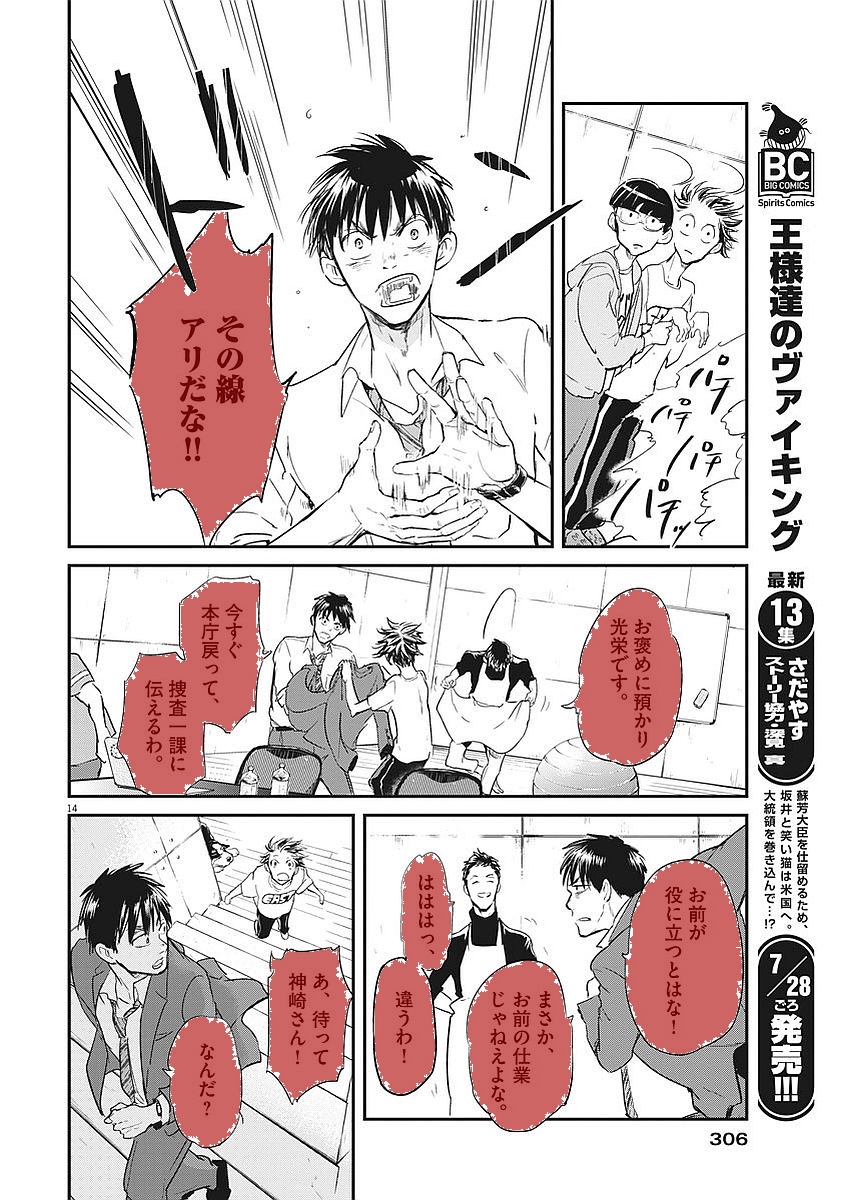 パチ
パチ
パチ
パチッ
その線
アリだな!!
お褒めに預かり
光栄です。
今すぐ
本庁戻って、
捜査一課に
伝えるわ。
14
お前が
役に立つとはな!
まさか、
お前の仕業
じゃねえよな。
はははっ、
違うわ!
あ、待って
神崎さん!
なんだ?
BC
BIG COMICS
Spirits Comics
王様達のヴァイキング
最新
13
集
さだやす
ストーリー協力・深見 真
蘇芳大臣を仕留めるため、
坂井と笑い猫は米国へ。
大統領を巻き込んで…!?
7/28
ごろ
発売!!!
306